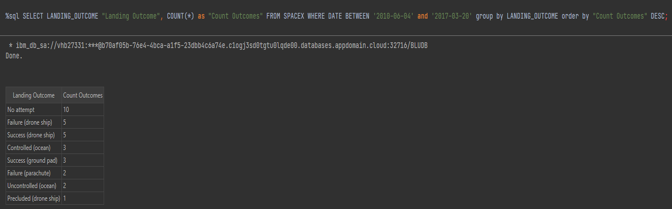 %sql SELECT LANDING_OUTCOME "Landing Outcome", COUNT(*) as "Count Outcomes" FROM SPACEX WHERE DATE BETWEEN '2010-06-04' and '2017-03-20' group by LANDING_OUTCOME order by "Count Outcomes" DESC;
* ibm_db_sa://vhb27331:***@b70af05b-76e4-4bca-a1f5-23dbb4c6a74e.c1ogj3sd0tgtu0lqde00.databases.appdomain.cloud:32716/BLUDB
Done.
Landing Outcome Count Outcomes
No attempt 10
Failure (drone ship) 5
Success (drone ship) 5
Controlled (ocean) 3
Success (ground pad) 3
Failure (parachute) 2
Uncontrolled (ocean) 2
Precluded (drone ship) 1